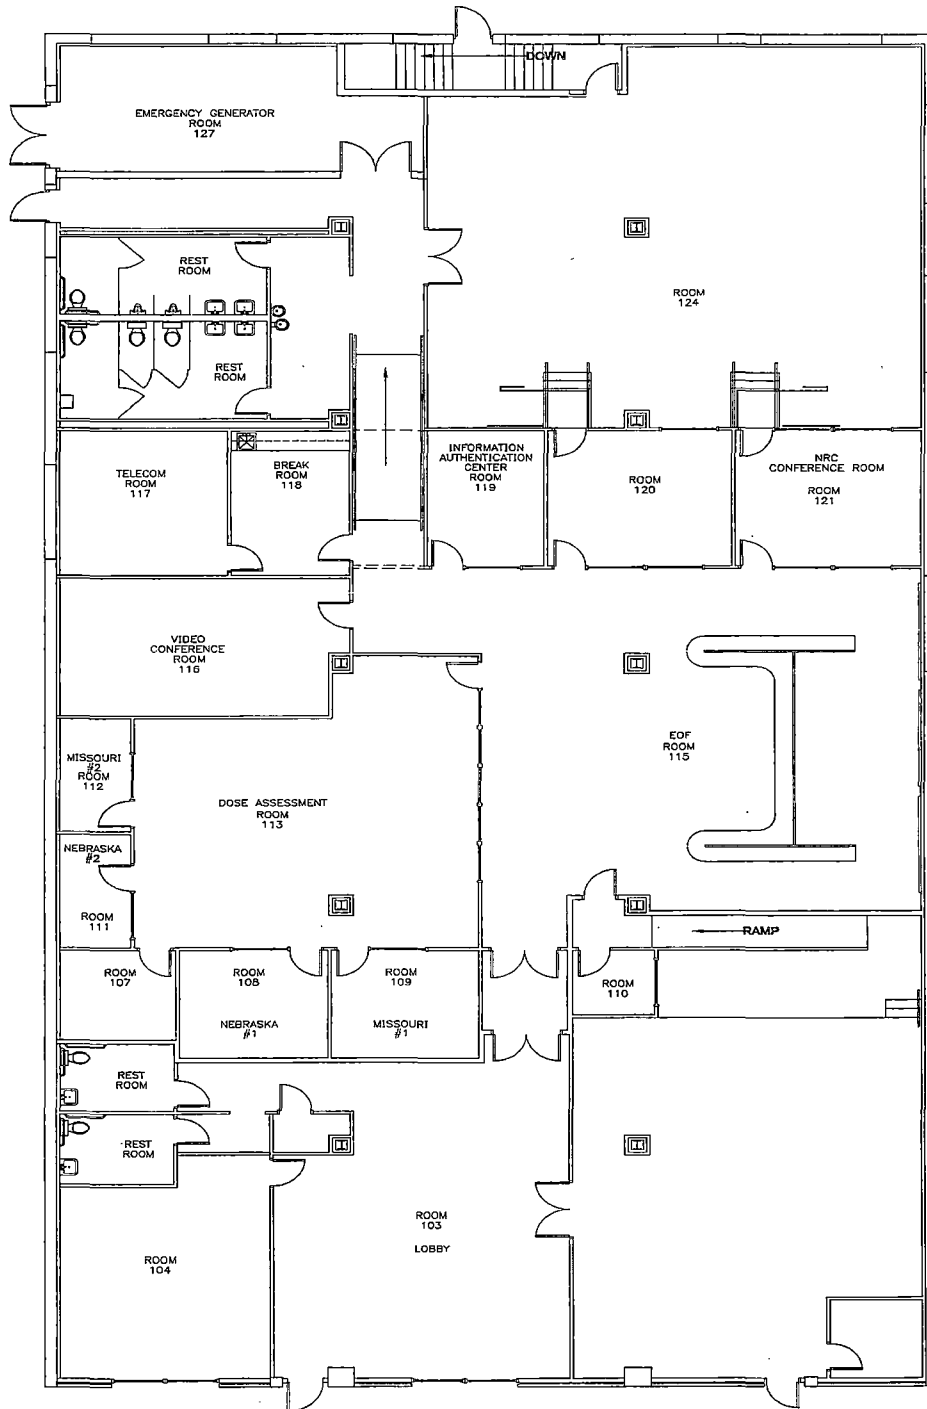 DOWN
EMERGENCY GENERATOR
ROOM
127
REST
ROOM
ROOM
124
REST
ROOM
TELECOM
ROOM
117
BREAK
ROOM
118
INFORMATION
AUTHENTICATION
CENTER
ROOM
119
ROOM
120
NRC
CONFERENCE ROOM
ROOM
121
VIDEO
CONFERENCE
ROOM
116
EOF
ROOM
115
MISSOURI
#2
ROOM
112
DOSE ASSESSMENT
ROOM
113
NEBRASKA
#2
ROOM
111
RAMP
ROOM
107
ROOM
108
NEBRASKA
#1
ROOM
109
MISSOURI
#1
ROOM
110
REST
ROOM
REST
ROOM
ROOM
103
LOBBY
ROOM
104